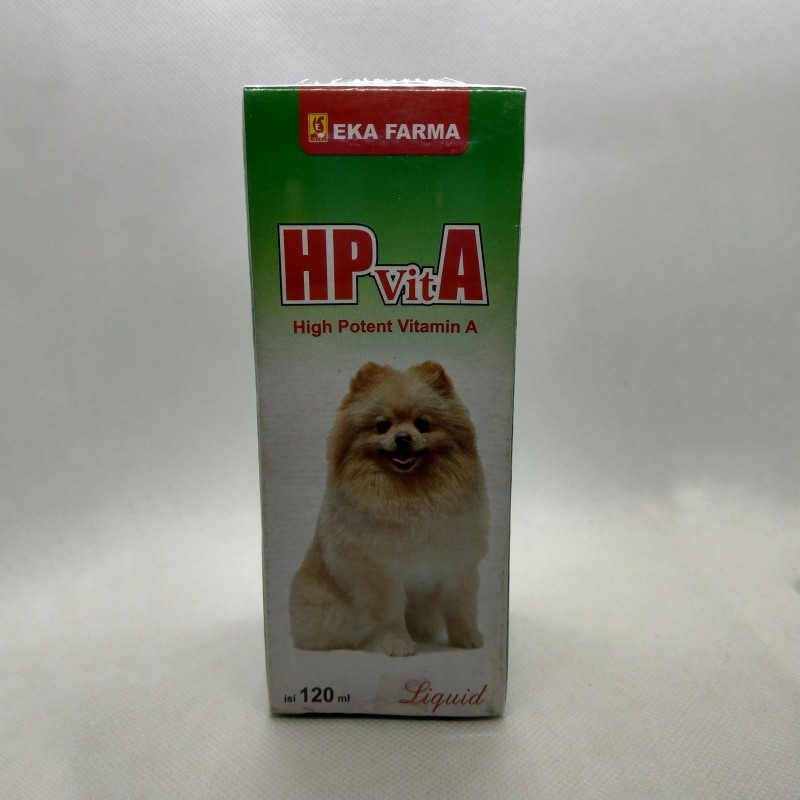 EKA FARMA
HP Vit A
High Potent Vitamin A
isi 120 ml
Liquid